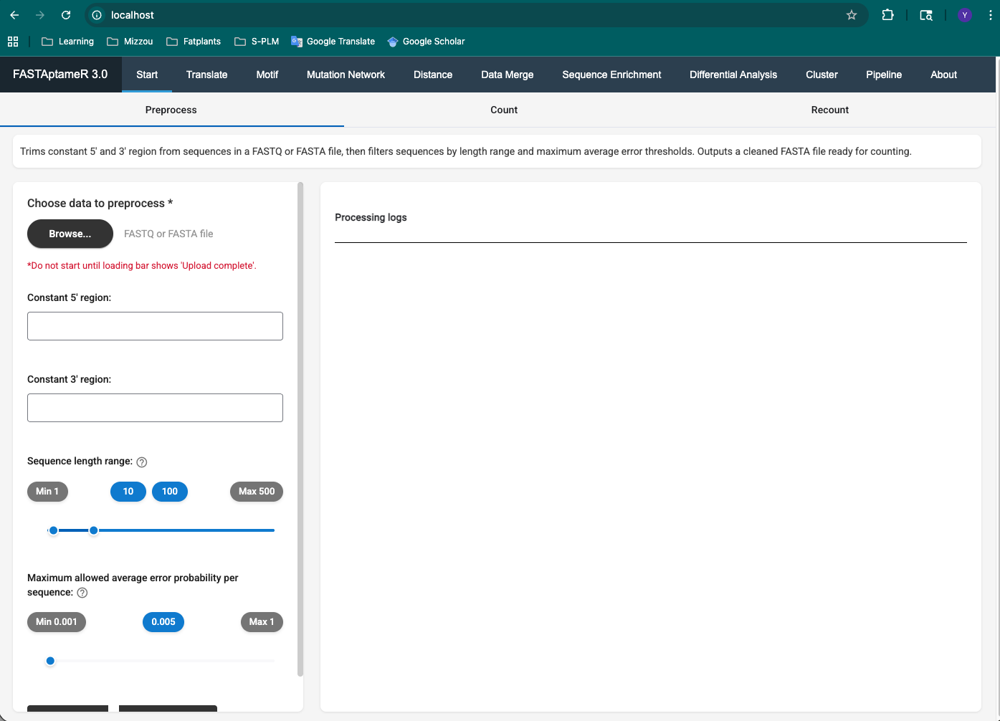 localhost
Y
Learning
Mizzou
Fatplants
S-PLM
Google Translate
Google Scholar
FASTAptameR 3.0
Start
Translate
Motif
Mutation Network
Distance
Data Merge
Sequence Enrichment
Differential Analysis
Cluster
Pipeline
About
Preprocess
Count
Recount
Trims constant 5' and 3' region from sequences in a FASTQ or FASTA file, then filters sequences by length range and maximum average error thresholds. Outputs a cleaned FASTA file ready for counting.
Choose data to preprocess *
Browse...
FASTQ or FASTA file
*Do not start until loading bar shows 'Upload complete'.
Constant 5' region:
Constant 3' region:
Sequence length range:
Min 1
10
100
Max 500
Maximum allowed average error probability per
sequence:
Min 0.001
0.005
Max 1
Processing logs